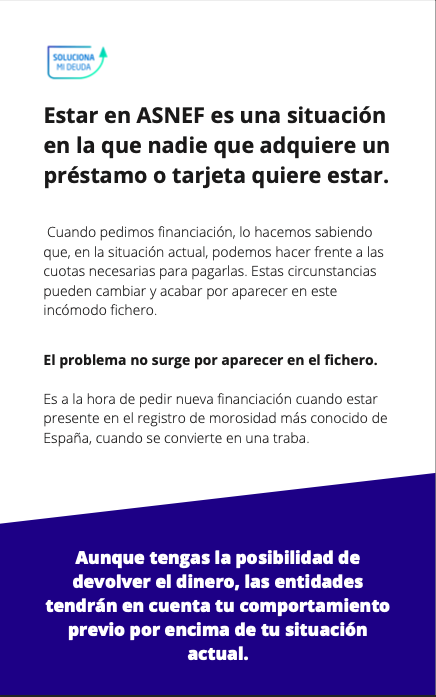 SOLUCIONA
MI DEUDA
Estar en ASNEF es una situación
en la que nadie que adquiere un
préstamo o tarjeta quiere estar.
Cuando pedimos financiación, lo hacemos sabiendo
que, en la situación actual, podemos hacer frente a las
cuotas necesarias para pagarlas. Estas circunstancias
pueden cambiar y acabar por aparecer en este
incómodo fichero.
El problema no surge por aparecer en el fichero.
Es a la hora de pedir nueva financiación cuando estar
presente en el registro de morosidad más conocido de
España, cuando se convierte en una traba.
Aunque tengas la posibilidad de
devolver el dinero, las entidades
tendrán en cuenta tu comportamiento
previo por encima de tu situación
actual.